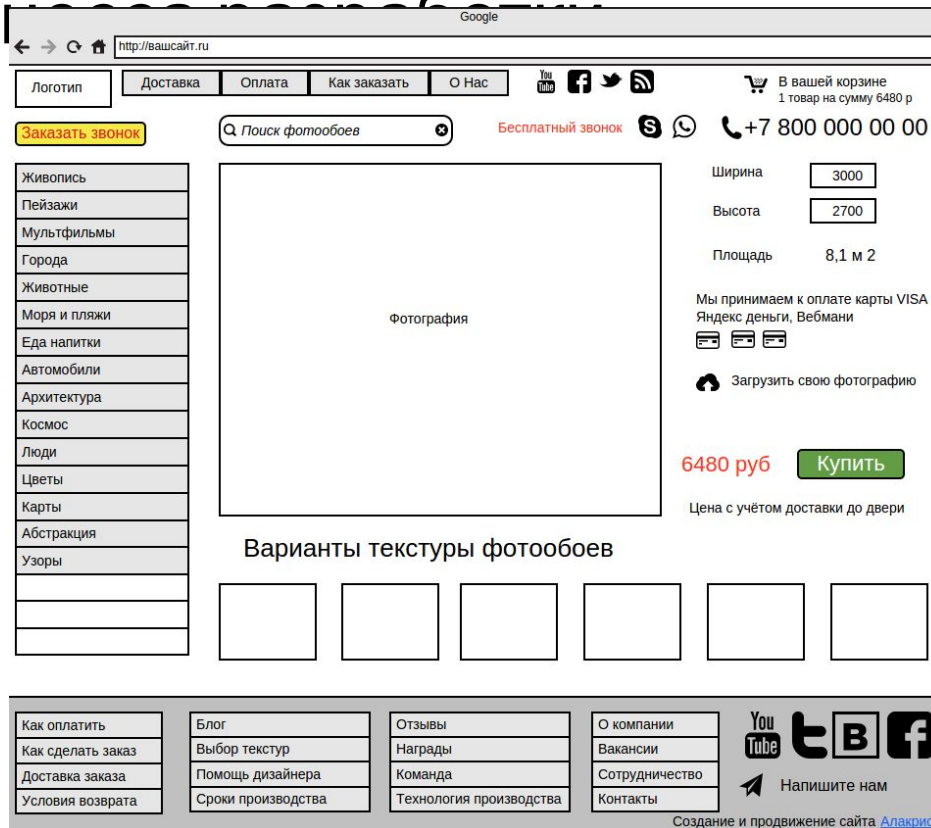 Google
http://вашсайт.ru
Логотип
Доставка
Оплата
Как заказать
О Нас
You Tube
В вашей корзине
1 товар на сумму 6480 р
Заказать звонок
Поиск фотообоев
Бесплатный звонок
+7 800 000 00 00
Живопись
Пейзажи
Мультфильмы
Города
Животные
Моря и пляжи
Еда напитки
Автомобили
Архитектура
Космос
Люди
Цветы
Карты
Абстракция
Узоры
Фотография
Ширина 3000
Высота 2700
Площадь 8,1 м 2
Мы принимаем к оплате карты VISA
Яндекс деньги, Вебмани
Загрузить свою фотографию
6480 руб
Купить
Цена с учётом доставки до двери
Варианты текстуры фотообоев
Как оплатить
Как сделать заказ
Доставка заказа
Условия возврата
Блог
Выбор текстур
Помощь дизайнера
Сроки производства
Отзывы
Награды
Команда
Технология производства
О компании
Вакансии
Сотрудничество
Контакты
You Tube
В
Напишите нам
Создание и продвижение сайта